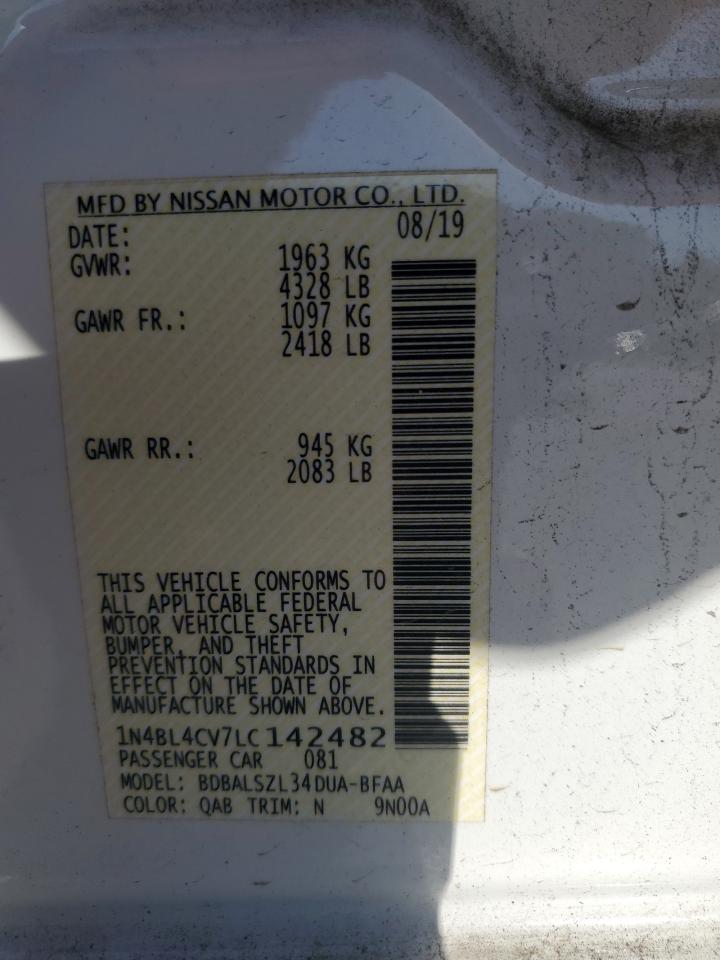 MFD BY NISSAN MOTOR CO., LTD.
DATE: 08/19
GVWR: 1963 KG
4328 LB
GAWR FR.: 1097 KG
2418 LB
GAWR RR.: 945 KG
2083 LB
THIS VEHICLE CONFORMS TO
ALL APPLICABLE FEDERAL
MOTOR VEHICLE SAFETY,
BUMPER, AND THEFT
PREVENTION STANDARDS IN
EFFECT ON THE DATE OF
MANUFACTURE SHOWN ABOVE.
1N4BL4CV7LC142482
PASSENGER CAR 081
MODEL: BDBALSZL34DUA-BFAA
COLOR: QAB TRIM: N 9N00A